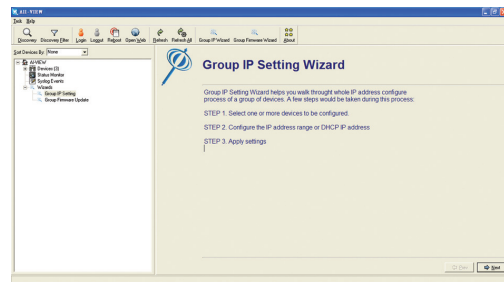 AII-VIEW
Task Help
Discovery Discovery Filter Login Logout Reboot Open Web Refresh Refresh All Group IP Wizard Group Firmware Wizard About
Sort Devices By: None
AII-VIEW
Devices (3)
Status Monitor
Syslog Events
Wizards
Group IP Setting
Group Firmware Update
Group IP Setting Wizard
Group IP Setting Wizard helps you walk throught whole IP address configure
process of a group of devices. A few steps would be taken during this process:
STEP 1. Select one or more devices to be configured.
STEP 2. Configure the IP address range or DHCP IP address
STEP 3. Apply settings
Prev Next